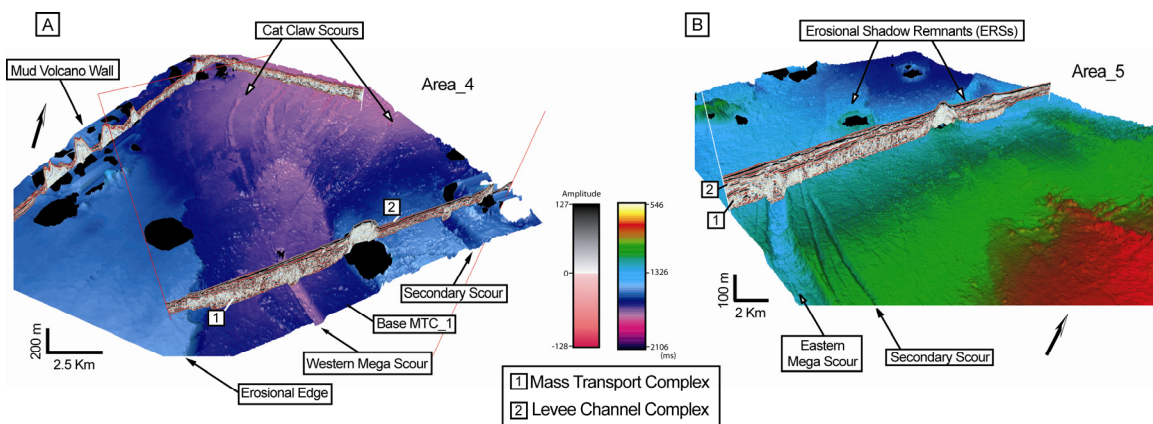 A
Cat Claw Scours
Mud Volcano Wall
Area_4
2
1
Secondary Scour
Base MTC_1
Western Mega Scour
Erosional Edge
200 m
2.5 Km
Amplitude
127
0
-128
546
1326
2106
(ms)
B
Erosional Shadow Remnants (ERSs)
Area_5
2
1
100 m
2 Km
Eastern
Mega Scour
Secondary Scour
1 Mass Transport Complex
2 Levee Channel Complex